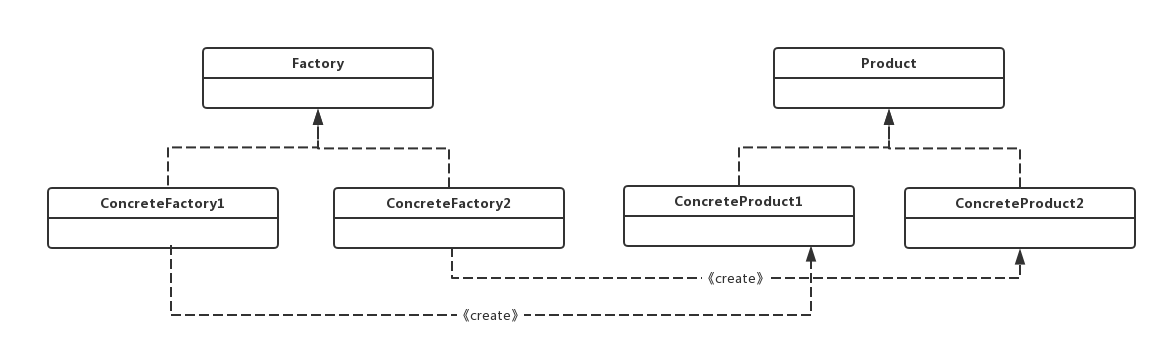 Factory
Product
ConcreteFactory1
ConcreteFactory2
ConcreteProduct1
ConcreteProduct2
《create》
《create》